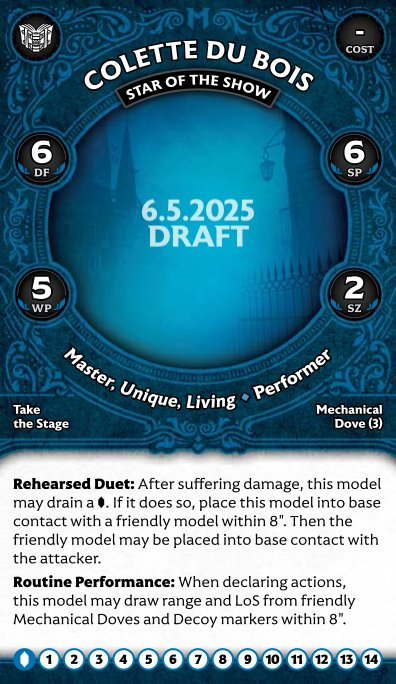 -
COST
COLETTE DU BOIS
STAR OF THE SHOW
6
DF
6
SP
6.5.2025
DRAFT
5
WP
2
SZ
Master, Unique, Living ⬥ Performer
Take
the Stage
Mechanical
Dove (3)
Rehearsed Duet: After suffering damage, this model
may drain a ⬧. If it does so, place this model into base
contact with a friendly model within 8". Then the
friendly model may be placed into base contact with
the attacker.
Routine Performance: When declaring actions,
this model may draw range and LoS from friendly
Mechanical Doves and Decoy markers within 8".
1 2 3 4 5 6 7 8 9 10 11 12 13 14